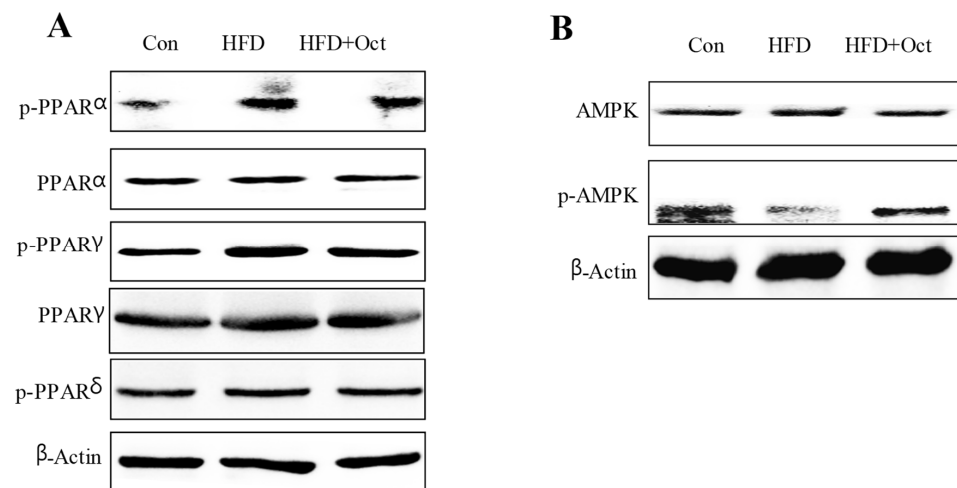 A
Con HFD HFD+Oct
p-PPARα
PPARα
p-PPARγ
PPARγ
p-PPARδ
β-Actin
B
Con HFD HFD+Oct
AMPK
p-AMPK
β-Actin